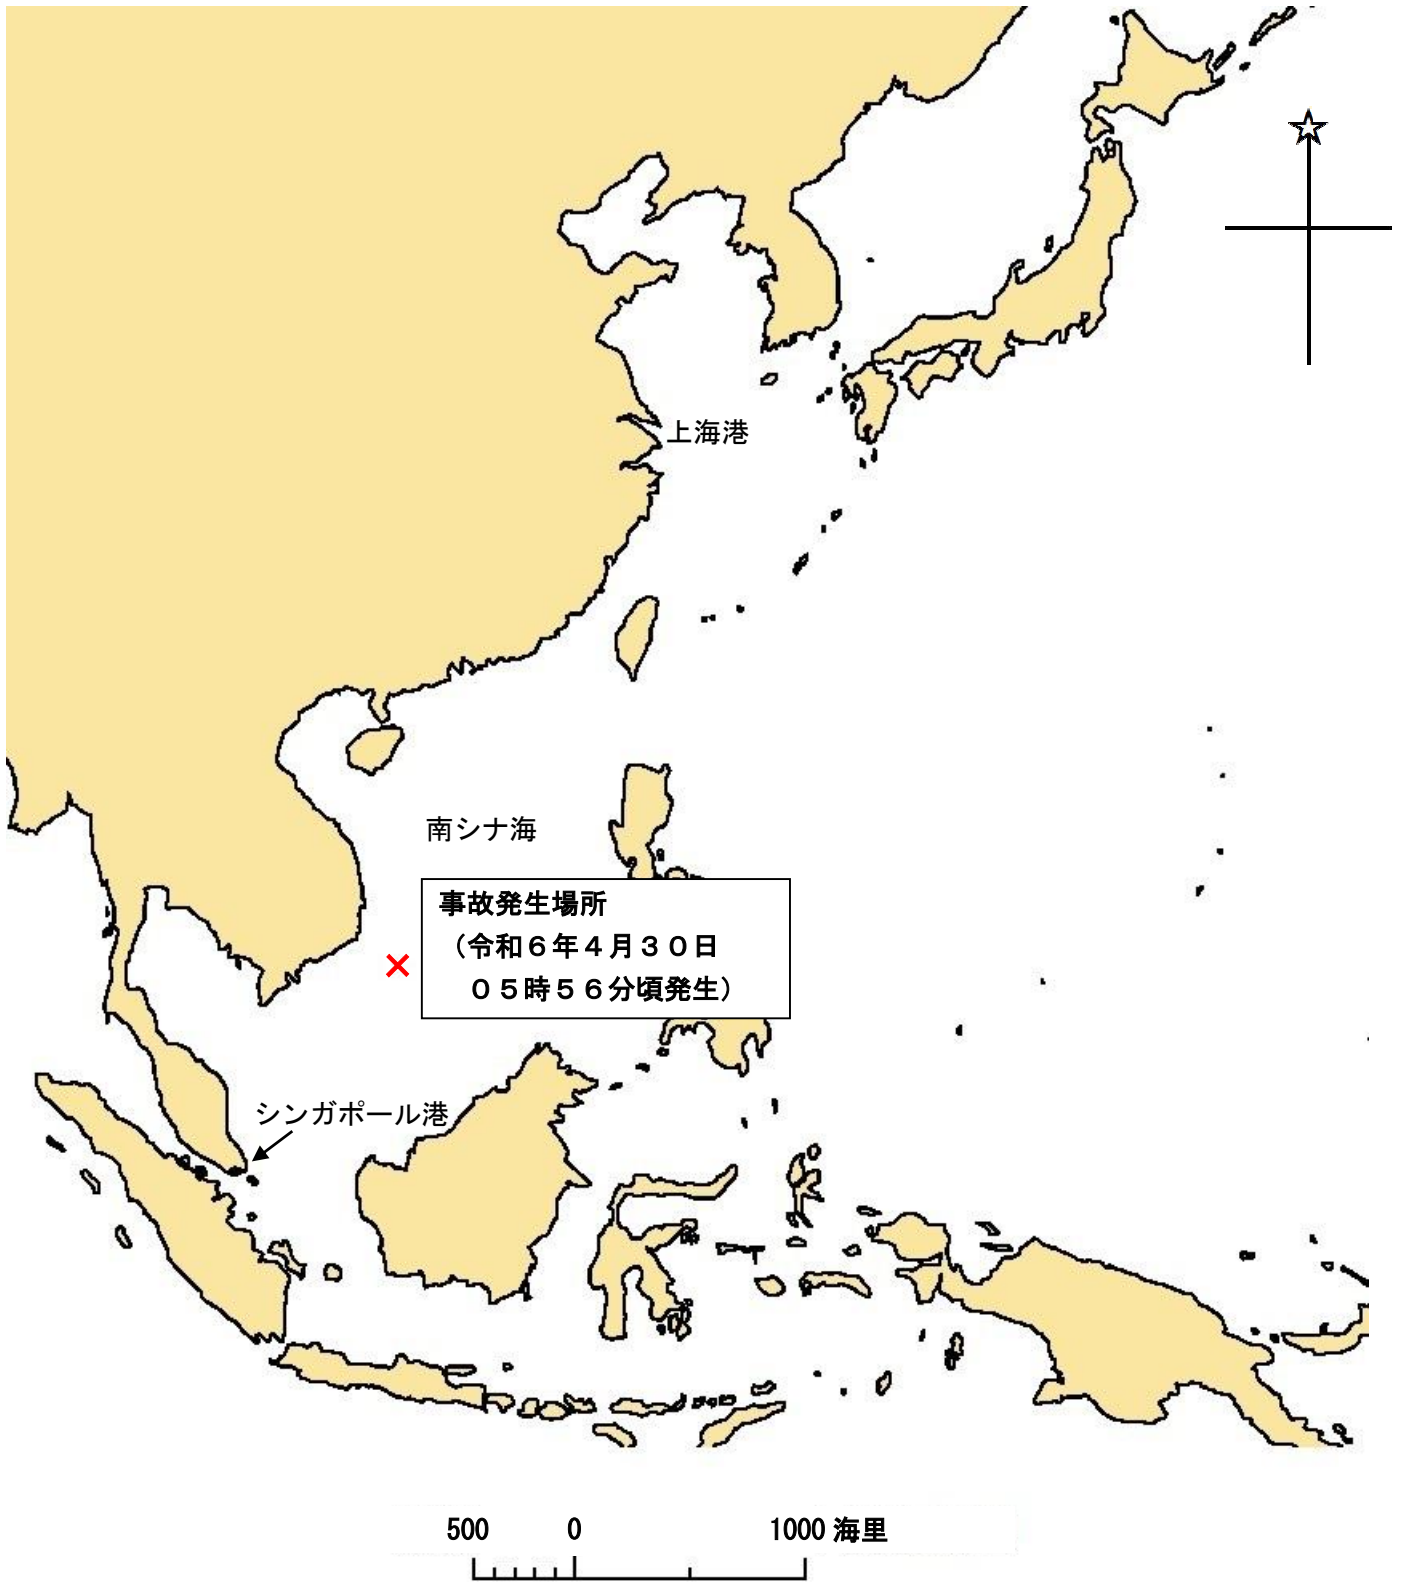 上海港
南シナ海
事故発生場所
（令和６年４月３０日
０５時５６分頃発生）
シンガポール港
500 0 1000 海里